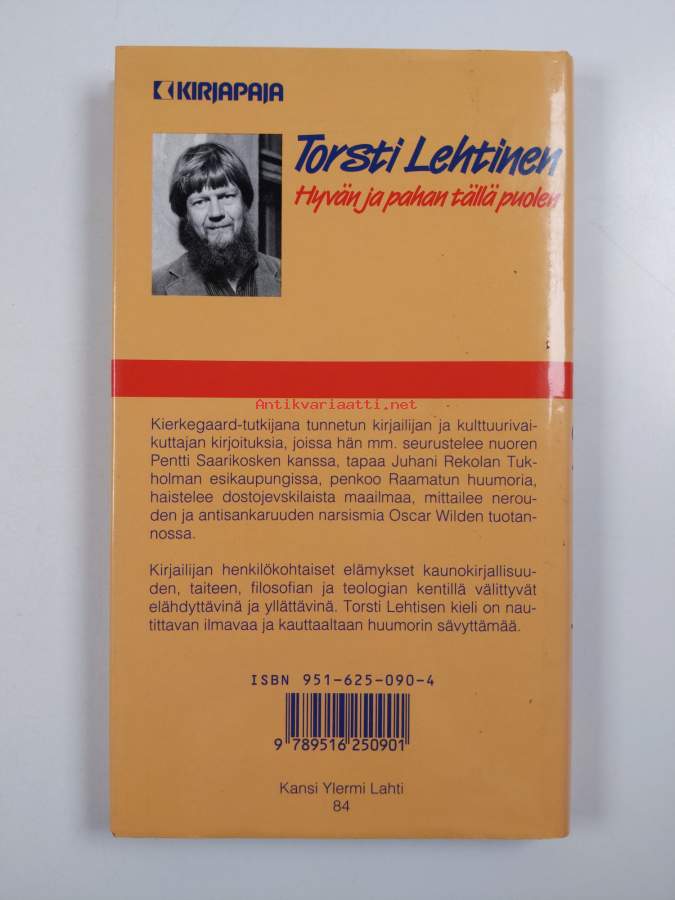 KIRJAPAJA
Torsti Lehtinen
Hyvän ja pahan tällä puolen
Antikvariaatti.net
Kierkegaard-tutkijana tunnetun kirjailijan ja kulttuurivai-
kuttajan kirjoituksia, joissa hän mm. seurustelee nuoren
Pentti Saarikosken kanssa, tapaa Juhani Rekolan Tuk-
holman esikaupungissa, penkoo Raamatun huumoria,
haistelee dostojevskilaista maailmaa, mittailee nerou-
den ja antisankaruuden narsismia Oscar Wilden tuotan-
nossa.
Kirjailijan henkilökohtaiset elämykset kaunokirjallisuu-
den, taiteen, filosofian ja teologian kentillä välittyvät
elähdyttävinä ja yllättävinä. Torsti Lehtisen kieli on nau-
tittavan ilmavaa ja kauttaaltaan huumorin sävyttämää.
ISBN 951-625-090-4
9 789516 250901
Kansi Ylermi Lahti
84